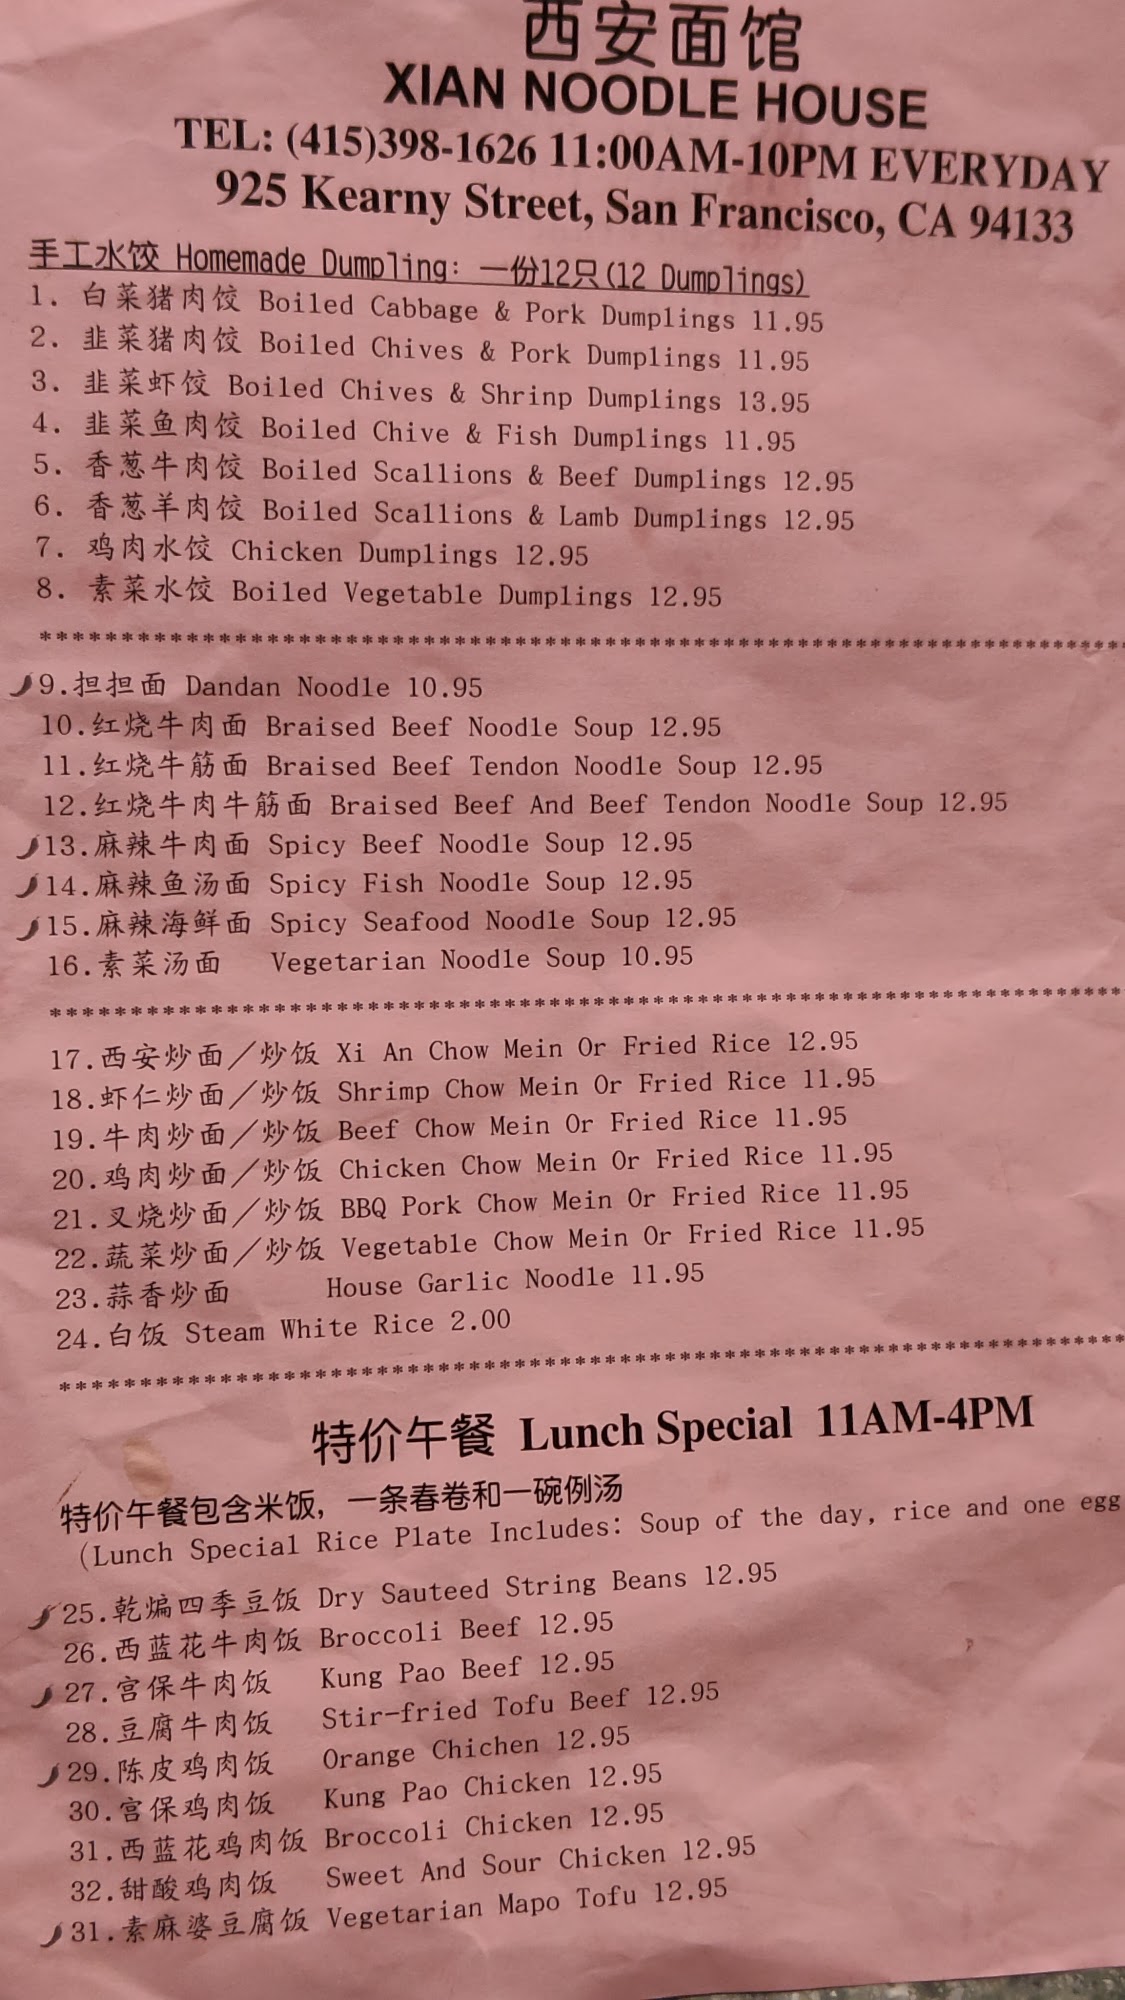 西安面馆
XIAN NOODLE HOUSE
TEL: (415)398-1626 11:00AM-10PM EVERYDAY
925 Kearny Street, San Francisco, CA 94133
手工水饺 Homemade Dumpling: 一份12只(12 Dumplings)
1. 白菜猪肉饺 Boiled Cabbage & Pork Dumplings 11.95
2. 韭菜猪肉饺 Boiled Chives & Pork Dumplings 11.95
3. 韭菜虾饺 Boiled Chives & Shrinp Dumplings 13.95
4. 韭菜鱼肉饺 Boiled Chive & Fish Dumplings 11.95
5. 香葱牛肉饺 Boiled Scallions & Beef Dumplings 12.95
6. 香葱羊肉饺 Boiled Scallions & Lamb Dumplings 12.95
7. 鸡肉水饺 Chicken Dumplings 12.95
8. 素菜水饺 Boiled Vegetable Dumplings 12.95
9.担担面 Dandan Noodle 10.95
10.红烧牛肉面 Braised Beef Noodle Soup 12.95
11.红烧牛筋面 Braised Beef Tendon Noodle Soup 12.95
12.红烧牛肉牛筋面 Braised Beef And Beef Tendon Noodle Soup 12.95
13.麻辣牛肉面 Spicy Beef Noodle Soup 12.95
14.麻辣鱼汤面 Spicy Fish Noodle Soup 12.95
15.麻辣海鲜面 Spicy Seafood Noodle Soup 12.95
16.素菜汤面 Vegetarian Noodle Soup 10.95
17.西安炒面／炒饭 Xi An Chow Mein Or Fried Rice 12.95
18.虾仁炒面／炒饭 Shrimp Chow Mein Or Fried Rice 11.95
19.牛肉炒面／炒饭 Beef Chow Mein Or Fried Rice 11.95
20.鸡肉炒面／炒饭 Chicken Chow Mein Or Fried Rice 11.95
21.叉烧炒面／炒饭 BBQ Pork Chow Mein Or Fried Rice 11.95
22.蔬菜炒面／炒饭 Vegetable Chow Mein Or Fried Rice 11.95
23.蒜香炒面 House Garlic Noodle 11.95
24.白饭 Steam White Rice 2.00
特价午餐 Lunch Special 11AM-4PM
特价午餐包含米饭, 一条春卷和一碗例汤
(Lunch Special Rice Plate Includes: Soup of the day, rice and one egg
25.乾煸四季豆饭 Dry Sauteed String Beans 12.95
26.西蓝花牛肉饭 Broccoli Beef 12.95
27.宫保牛肉饭 Kung Pao Beef 12.95
28.豆腐牛肉饭 Stir-fried Tofu Beef 12.95
29.陈皮鸡肉饭 Orange Chichen 12.95
30.宫保鸡肉饭 Kung Pao Chicken 12.95
31.西蓝花鸡肉饭 Broccoli Chicken 12.95
32.甜酸鸡肉饭 Sweet And Sour Chicken 12.95
31.素麻婆豆腐饭 Vegetarian Mapo Tofu 12.95